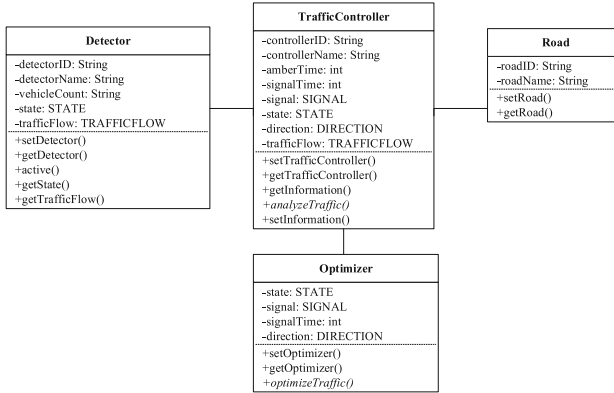 Detector
-detectorID: String
-detectorName: String
-vehicleCount: String
-state: STATE
-trafficFlow: TRAFFICFLOW
+setDetector()
+getDetector()
+active()
+getState()
+getTrafficFlow()
TrafficController
-controllerID: String
-controllerName: String
-amberTime: int
-signalTime: int
-signal: SIGNAL
-state: STATE
-direction: DIRECTION
-trafficFlow: TRAFFICFLOW
+setTrafficController()
+getTrafficController()
+getInformation()
+analyzeTraffic()
+setInformation()
Road
-roadID: String
-roadName: String
+setRoad()
+getRoad()
Optimizer
-state: STATE
-signal: SIGNAL
-signalTime: int
-direction: DIRECTION
+setOptimizer()
+getOptimizer()
+optimizeTraffic()